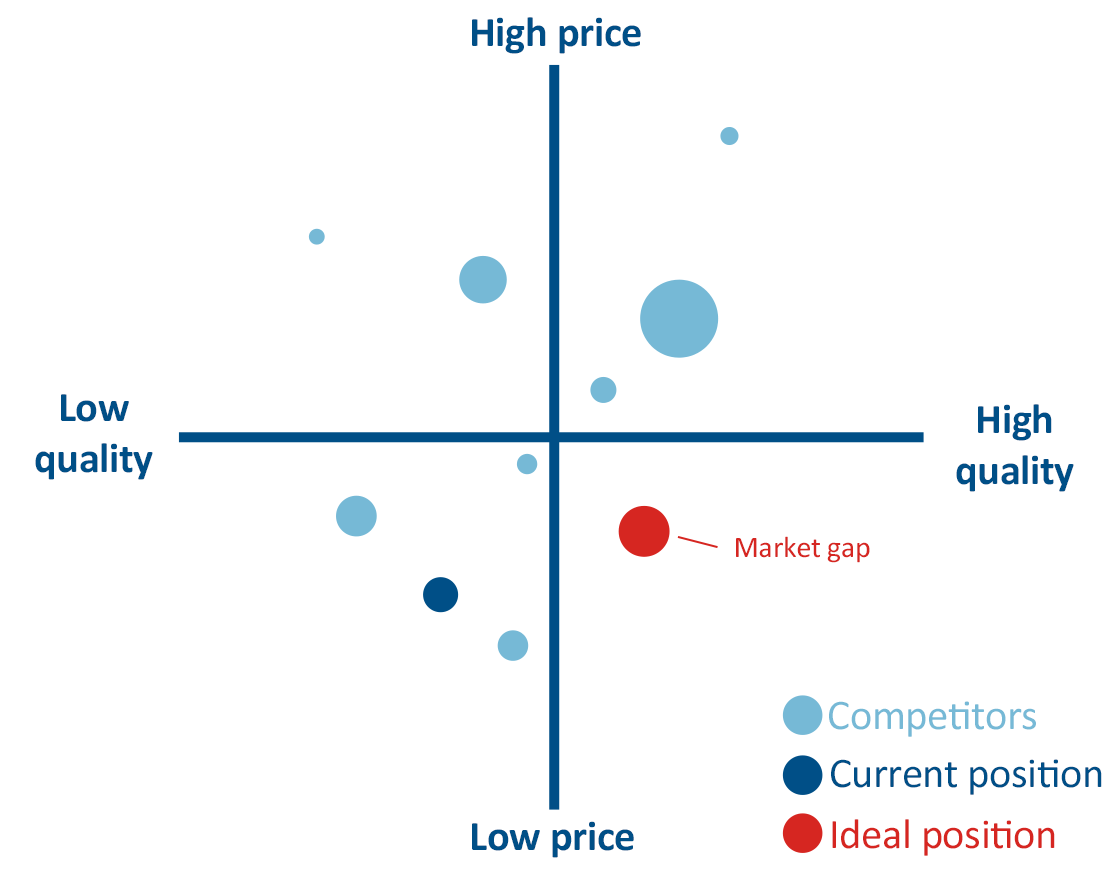 High price
Low
quality
High
quality
Market gap
Low price
Competitors
Current position
Ideal position